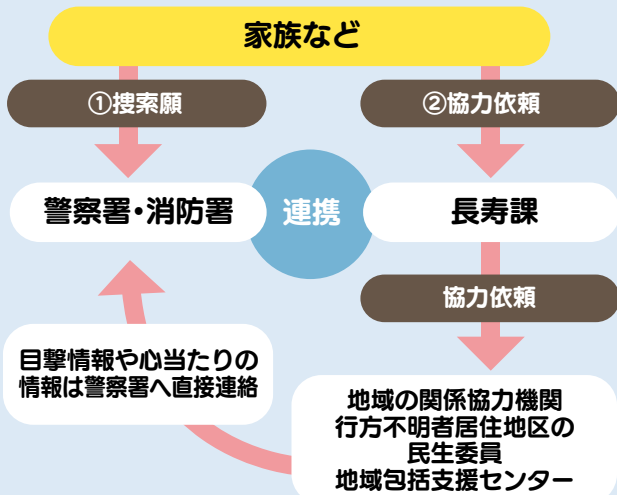 家族など
①捜索願
②協力依頼
警察署・消防署
連携
長寿課
協力依頼
目撃情報や心当たりの
情報は警察署へ直接連絡
地域の関係協力機関
行方不明者居住地区の
民生委員
地域包括支援センター